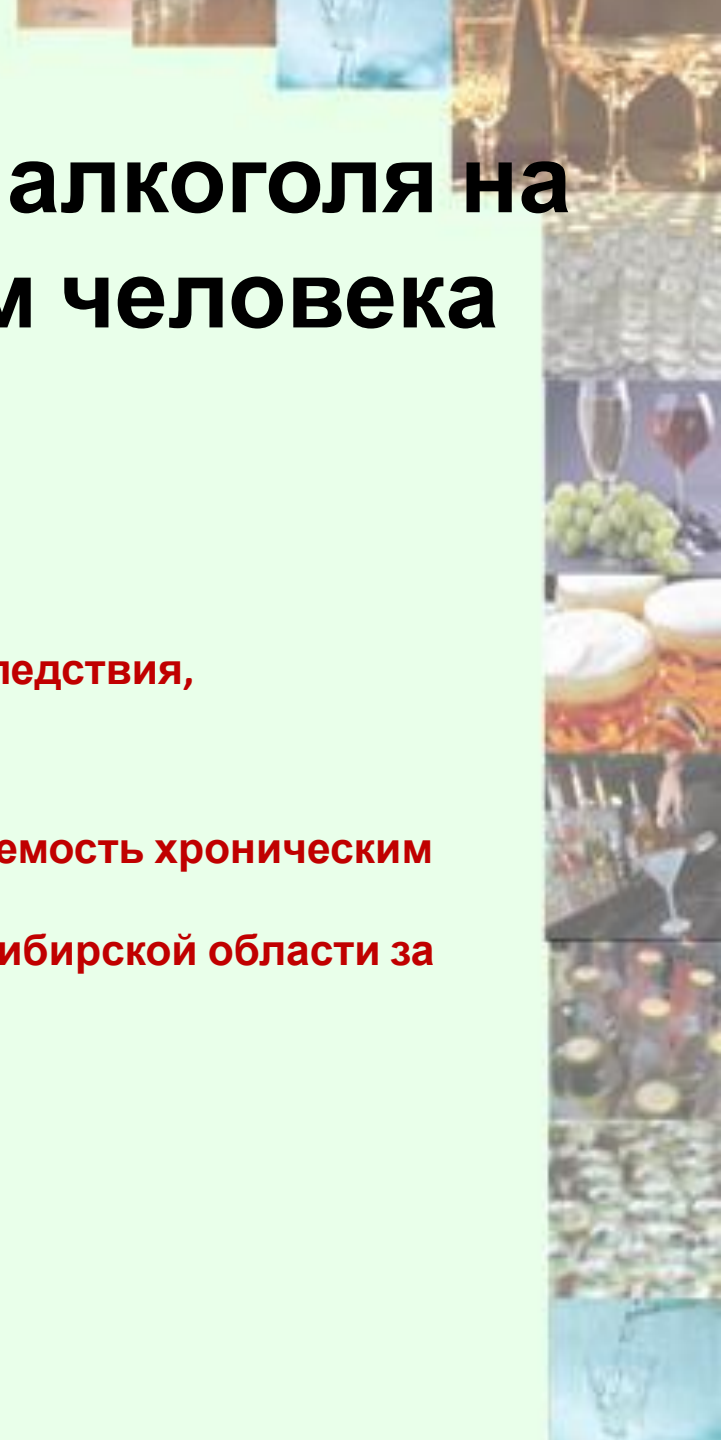 алкоголя на
м человека
ледствия,
емость хроническим
ибирской области за